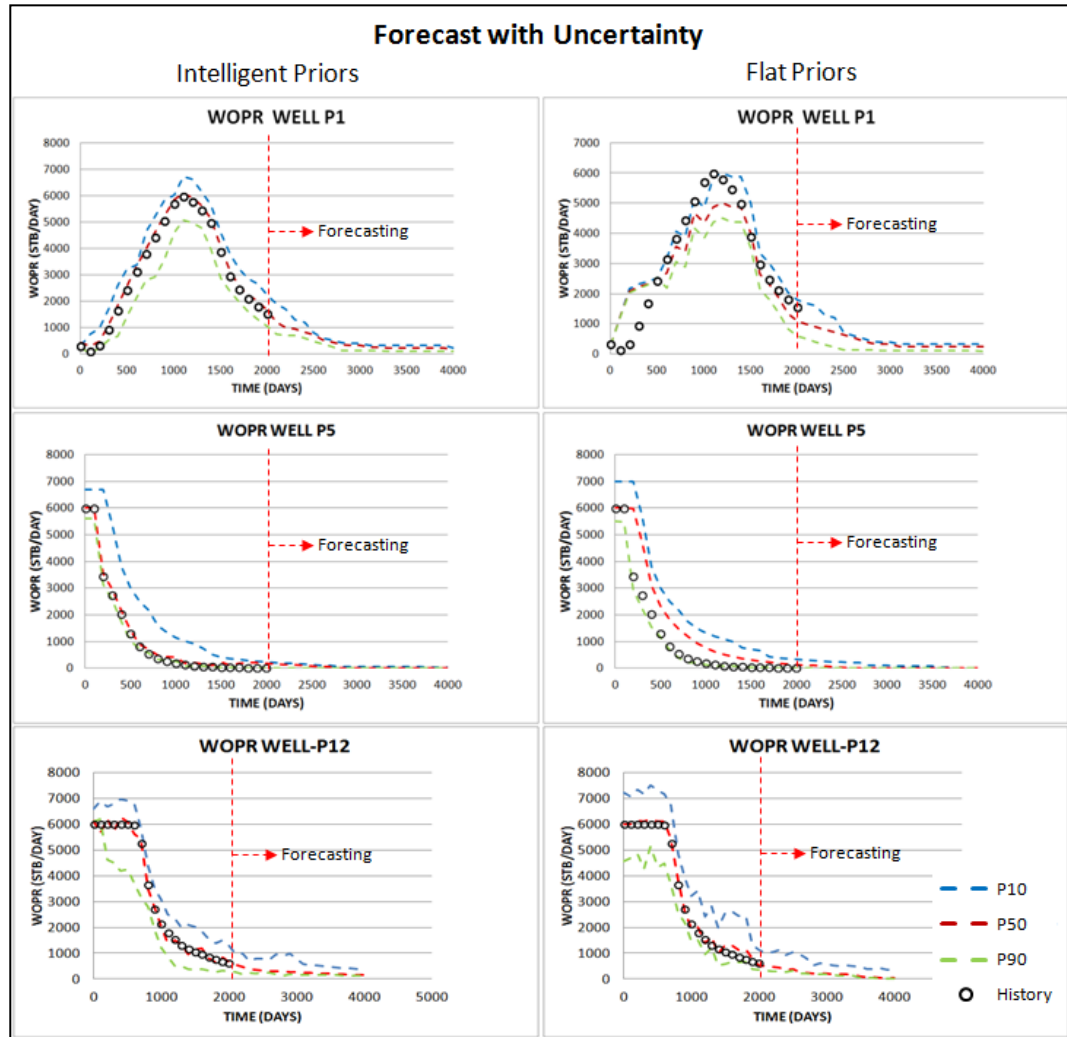 Forecast with Uncertainty
Intelligent Priors
Flat Priors
WOPR WELL P1
WOPR (STB/DAY)
8000
7000
6000
5000
4000
3000
2000
1000
0
Forecasting
0 500 1000 1500 2000 2500 3000 3500 4000
TIME (DAYS)
WOPR WELL P1
WOPR (STB/DAY)
7000
6000
5000
4000
3000
2000
1000
0
Forecasting
0 500 1000 1500 2000 2500 3000 3500 4000
TIME (DAYS)
WOPR WELL P5
WOPR (STB/DAY)
8000
7000
6000
5000
4000
3000
2000
1000
0
Forecasting
0 500 1000 1500 2000 2500 3000 3500 4000
TIME (DAYS)
WOPR WELL P5
WOPR (STB/DAY)
8000
7000
6000
5000
4000
3000
2000
1000
0
Forecasting
0 500 1000 1500 2000 2500 3000 3500 4000
TIME (DAYS)
WOPR WELL-P12
WOPR (STB/DAY)
8000
7000
6000
5000
4000
3000
2000
1000
0
Forecasting
0 1000 2000 3000 4000 5000
TIME (DAYS)
WOPR WELL-P12
WOPR (STB/DAY)
8000
7000
6000
5000
4000
3000
2000
1000
0
Forecasting
0 1000 2000 3000 4000
TIME (DAYS)
P10
P50
P90
History